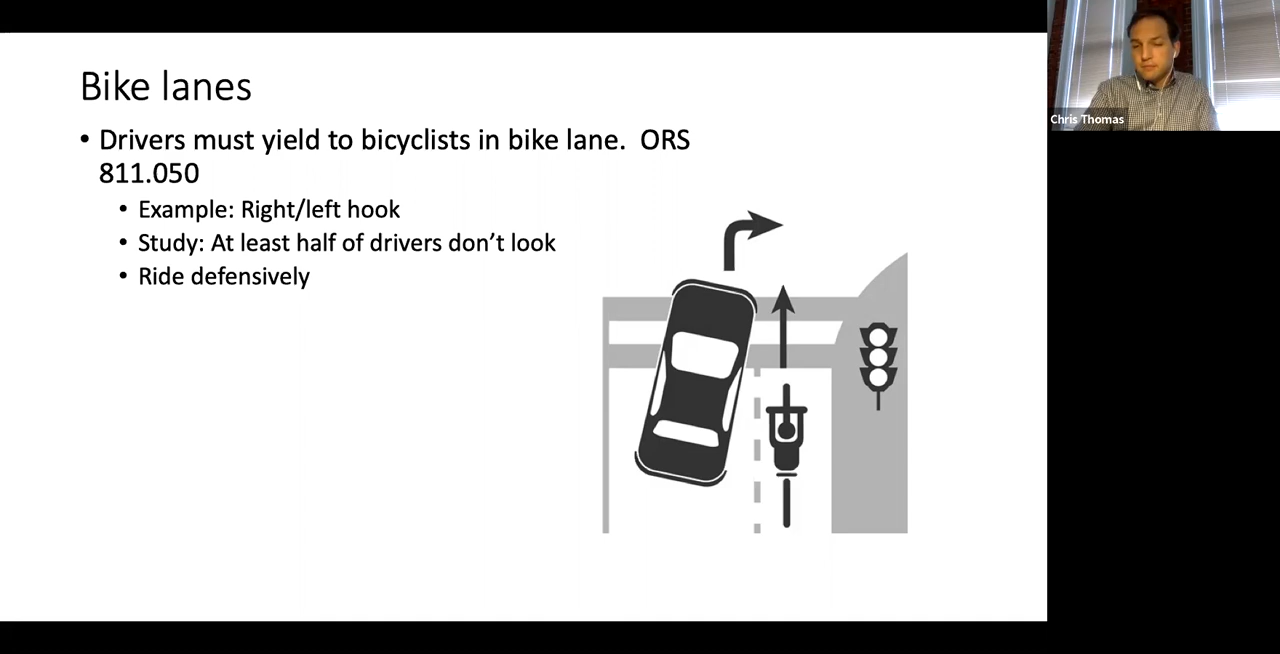 Bike lanes
• Drivers must yield to bicyclists in bike lane.  ORS
811.050
• Example: Right/left hook
• Study: At least half of drivers don’t look
• Ride defensively
Chris Thomas